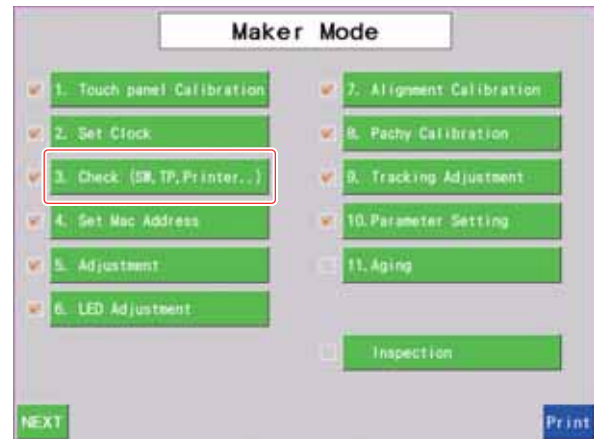 Maker Mode
1. Touch panel Calibration
2. Set Clock
3. Check (SW,TP,Printer..)
4. Set Mac Address
5. Adjustment
6. LED Adjustment
7. Alignment Calibration
8. Pachy Calibration
9. Tracking Adjustment
10.Parameter Setting
11.Aging
Inspection
NEXT
Print